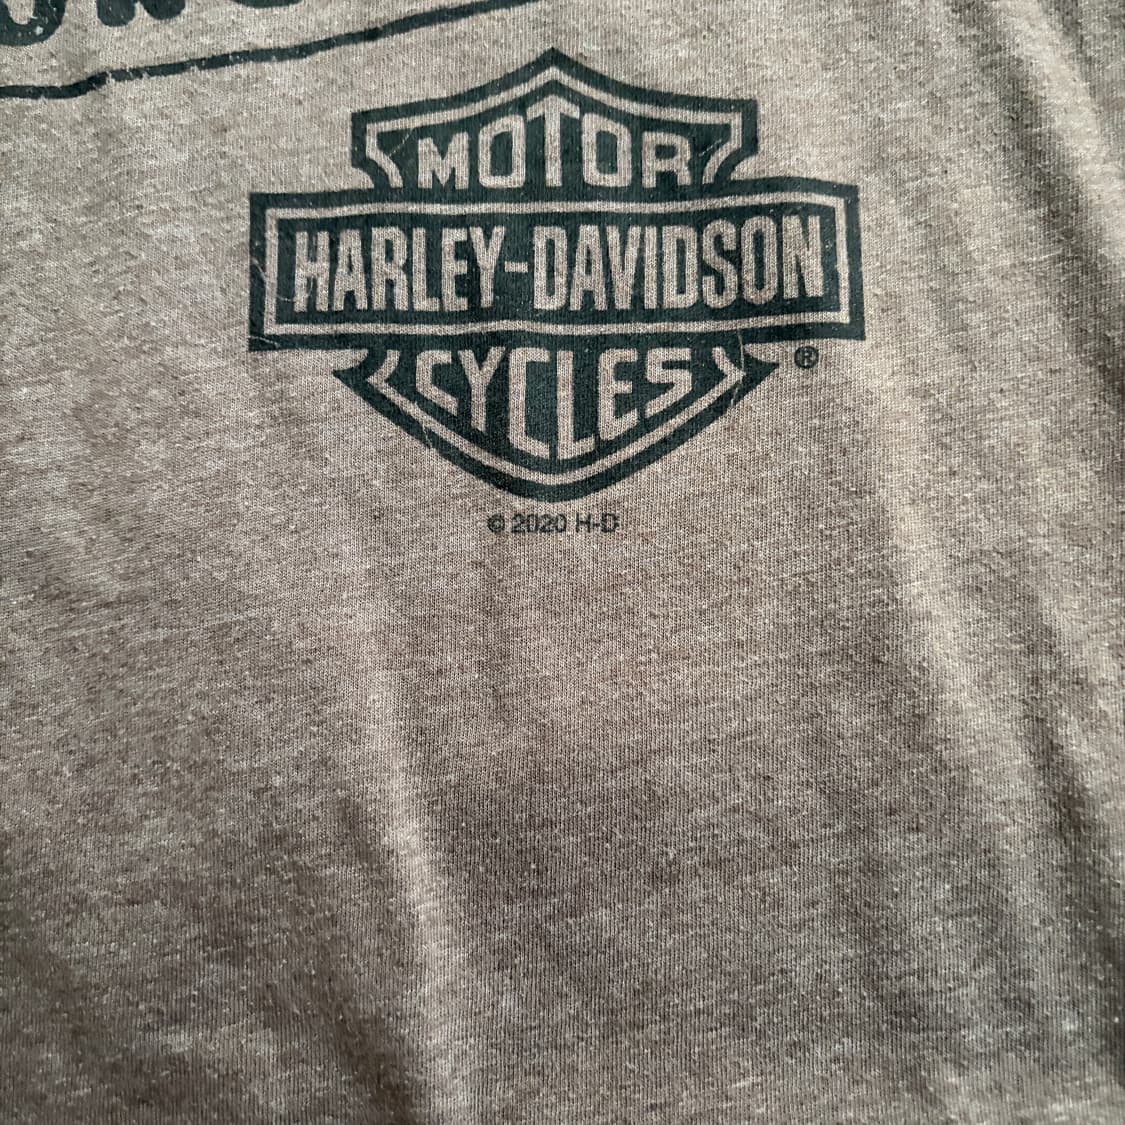 MOTOR
HARLEY-DAVIDSON
CYCLES ®
© 2020 H-D